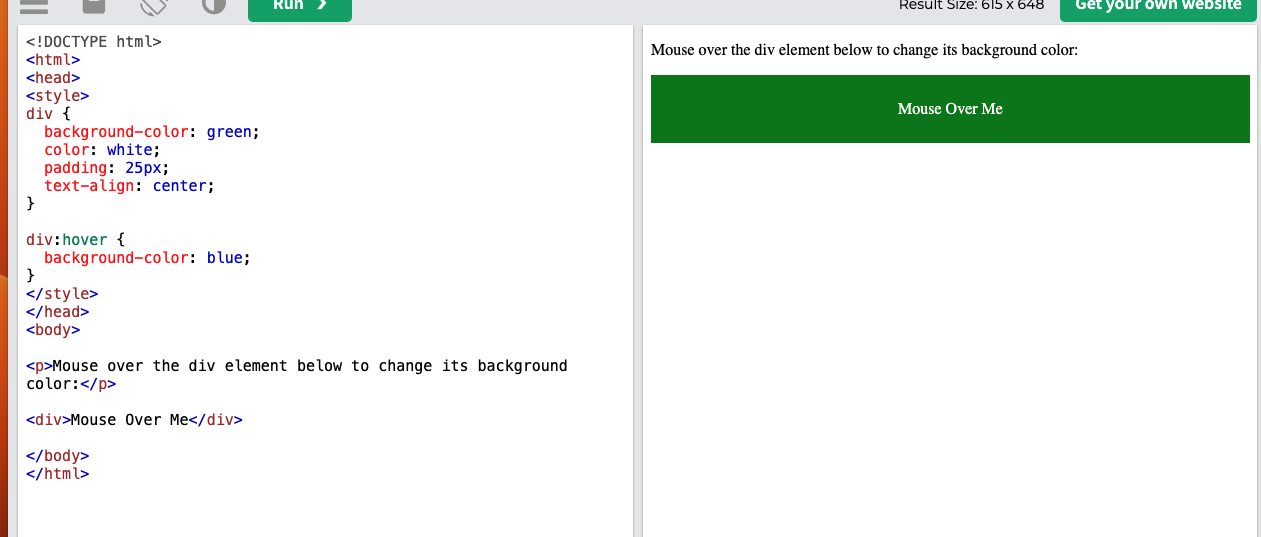 Run ❯
Result Size: 615 x 648
Get your own website
<!DOCTYPE html>
<html>
<head>
<style>
div {
  background-color: green;
  color: white;
  padding: 25px;
  text-align: center;
}

div:hover {
  background-color: blue;
}
</style>
</head>
<body>

<p>Mouse over the div element below to change its background
color:</p>

<div>Mouse Over Me</div>

</body>
</html>
Mouse over the div element below to change its background color:
Mouse Over Me